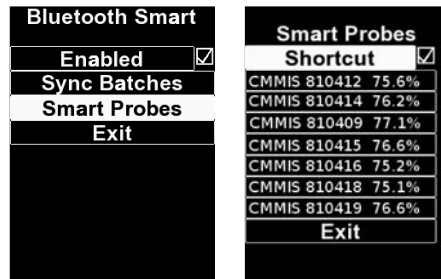 Bluetooth Smart
Enabled
Sync Batches
Smart Probes
Exit
Smart Probes
Shortcut
CMMIS 810412 75.6%
CMMIS 810414 76.2%
CMMIS 810409 77.1%
CMMIS 810415 76.6%
CMMIS 810416 75.2%
CMMIS 810418 75.1%
CMMIS 810419 76.6%
Exit